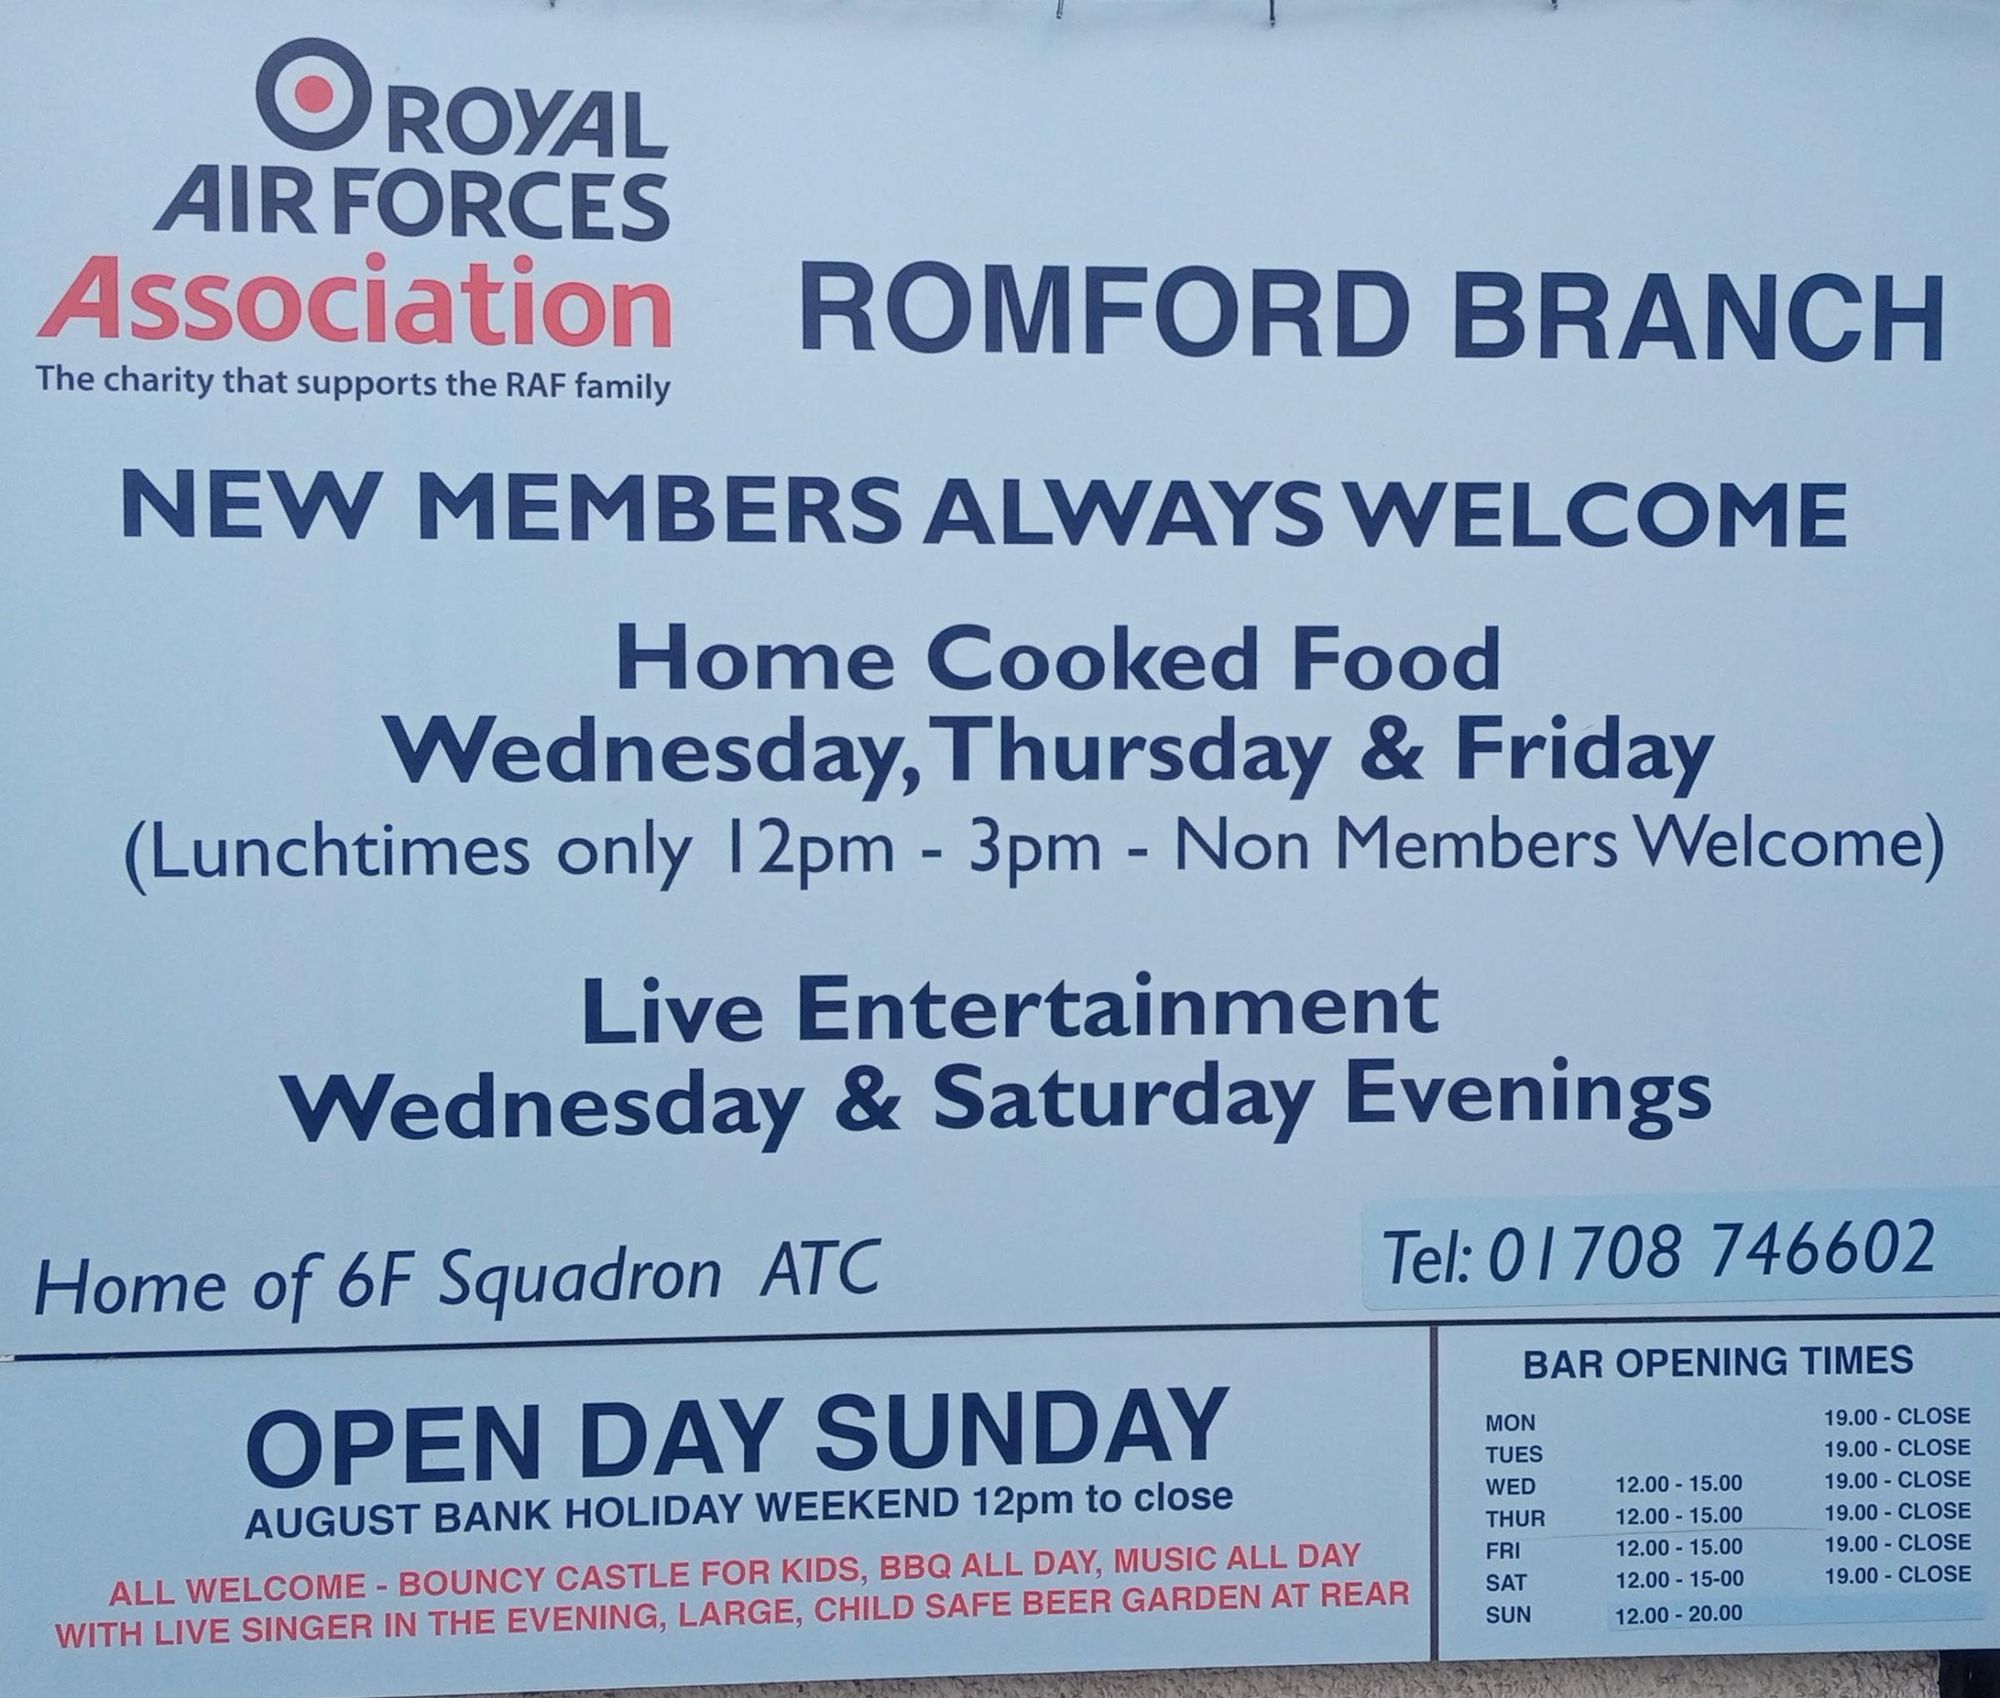 ROYAL
AIR FORCES
Association
The charity that supports the RAF family
ROMFORD BRANCH
NEW MEMBERS ALWAYS WELCOME
Home Cooked Food
Wednesday, Thursday & Friday
(Lunchtimes only 12pm - 3pm - Non Members Welcome)
Live Entertainment
Wednesday & Saturday Evenings
Home of 6F Squadron ATC
Tel: 01708 746602
OPEN DAY SUNDAY
AUGUST BANK HOLIDAY WEEKEND 12pm to close
ALL WELCOME - BOUNCY CASTLE FOR KIDS, BBQ ALL DAY, MUSIC ALL DAY
WITH LIVE SINGER IN THE EVENING, LARGE, CHILD SAFE BEER GARDEN AT REAR
BAR OPENING TIMES
MON 19.00 - CLOSE
TUES 19.00 - CLOSE
WED 12.00 - 15.00 19.00 - CLOSE
THUR 12.00 - 15.00 19.00 - CLOSE
FRI 12.00 - 15.00 19.00 - CLOSE
SAT 12.00 - 15-00 19.00 - CLOSE
SUN 12.00 - 20.00